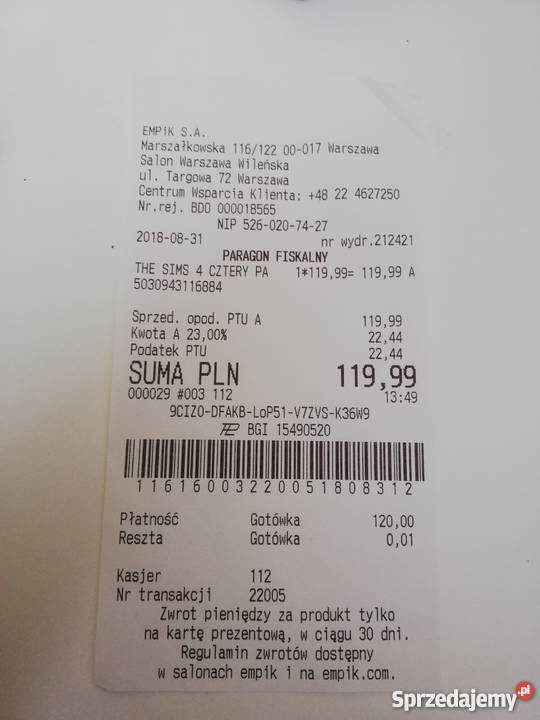 EMPIK S.A.
Marszałkowska 116/122 00-017 Warszawa
Salon Warszawa Wileńska
ul. Targowa 72 Warszawa
Centrum Wsparcia Klienta: +48 22 4627250
Nr.rej. BDO 000018565
NIP 526-020-74-27
2018-08-31 nr wydr.212421
PARAGON FISKALNY
THE SIMS 4 CZTERY PA 1*119,99= 119,99 A
5030943116884
Sprzed. opod. PTU A 119,99
Kwota A 23,00% 22,44
Podatek PTU 22,44
SUMA PLN 119,99
000029 #003 112 13:49
9CIZO-DFAKB-LoP51-V7ZVS-K36W9
BGI 15490520
11616003220051808312
Płatność Gotówka 120,00
Reszta Gotówka 0,01
Kasjer 112
Nr transakcji 22005
Zwrot pieniędzy za produkt tylko
na kartę prezentową, w ciągu 30 dni.
Regulamin zwrotów dostępny
w salonach empik i na empik.com.
Sprzedajemy.pl